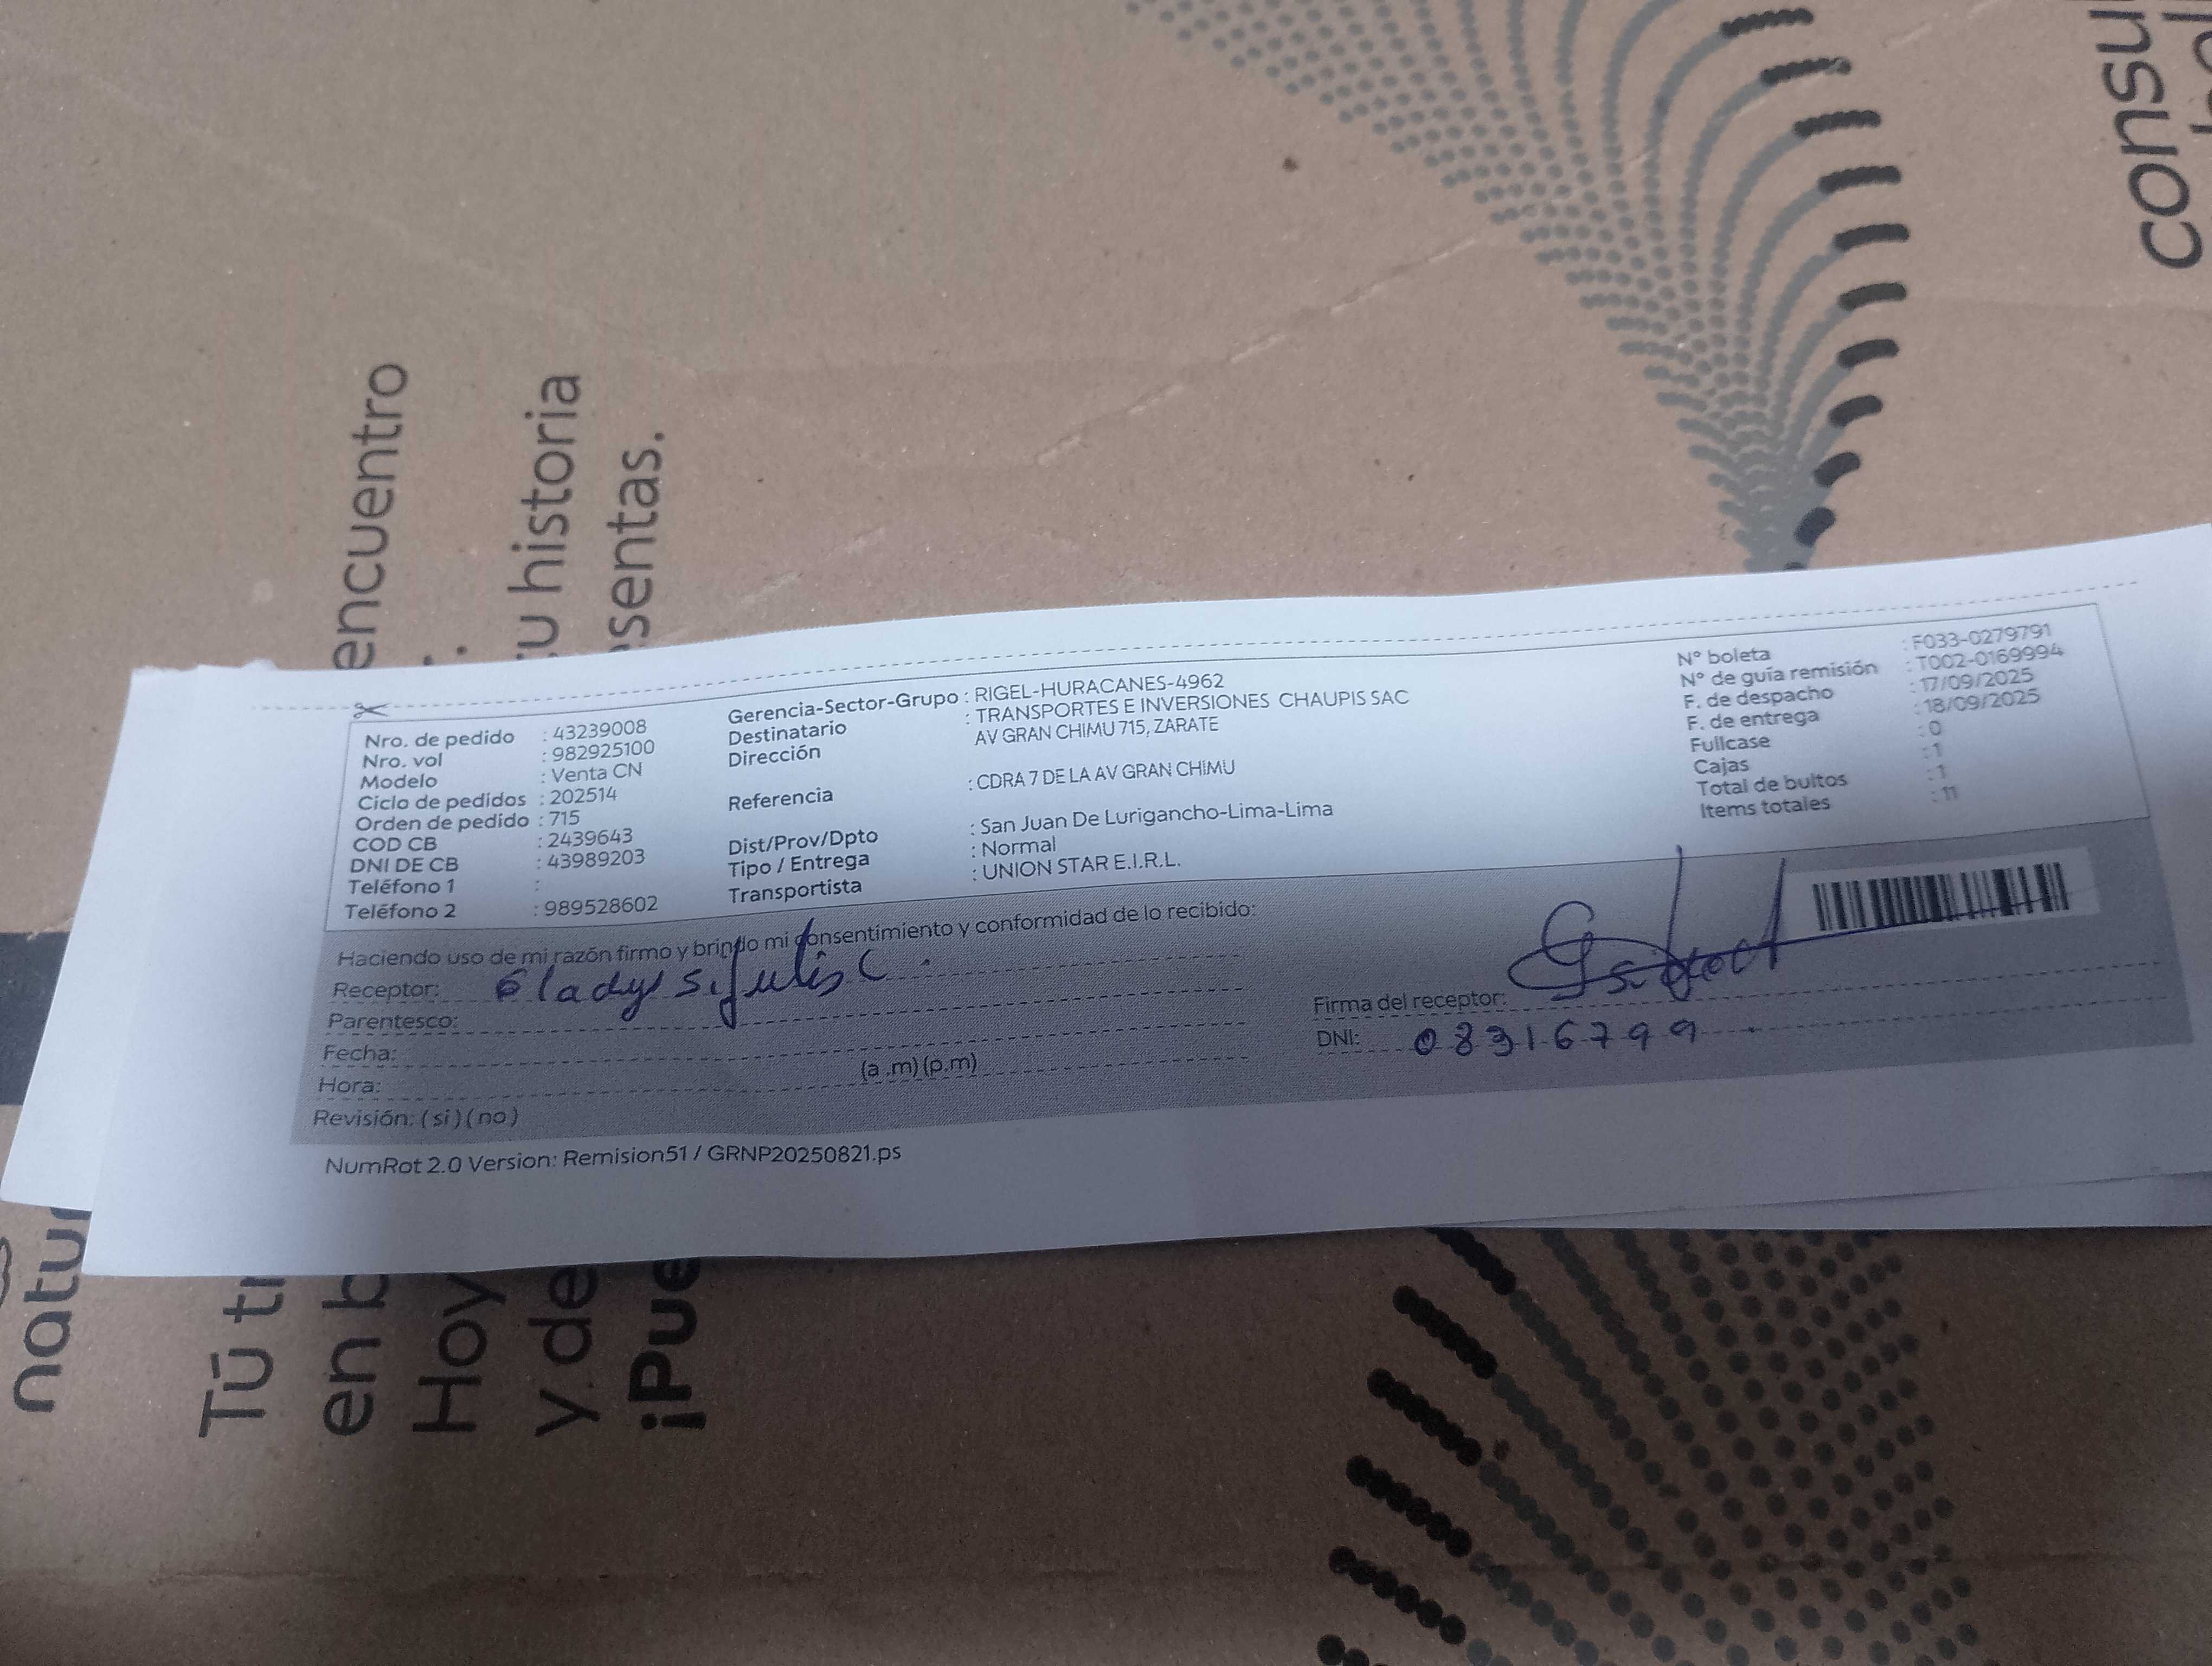 consu
encuentro
tu historia
esentas.
Nro. de pedido : 43239008
Nro. vol : 982925100
Modelo : Venta CN
Ciclo de pedidos : 202514
Orden de pedido : 715
COD CB : 2439643
DNI DE CB : 43989203
Teléfono 1 :
Teléfono 2 : 989528602
Gerencia-Sector-Grupo : RIGEL-HURACANES-4962
Destinatario : TRANSPORTES E INVERSIONES CHAUPIS SAC
Dirección AV GRAN CHIMU 715, ZARATE
Referencia : CDRA 7 DE LA AV GRAN CHIMU
Dist/Prov/Dpto : San Juan De Lurigancho-Lima-Lima
Tipo / Entrega : Normal
Transportista : UNION STAR E.I.R.L.
N° boleta : F033-0279791
N° de guía remisión : T002-0169994
F. de despacho : 17/09/2025
F. de entrega : 18/09/2025
Fullcase : 0
Cajas : 1
Total de bultos : 1
Items totales : 11
Haciendo uso de mi razón firmo y brindo mi consentimiento y conformidad de lo recibido:
Receptor: Gladys
Parentesco:
Fecha:
Hora: (a .m) (p.m)
Revisión: ( si ) ( no )
Firma del receptor:
DNI: 08316799
NumRot 2.0 Version: Remision51 / GRNP20250821.ps
natu
Tú t
en b
Hoy
y de
¡Pue